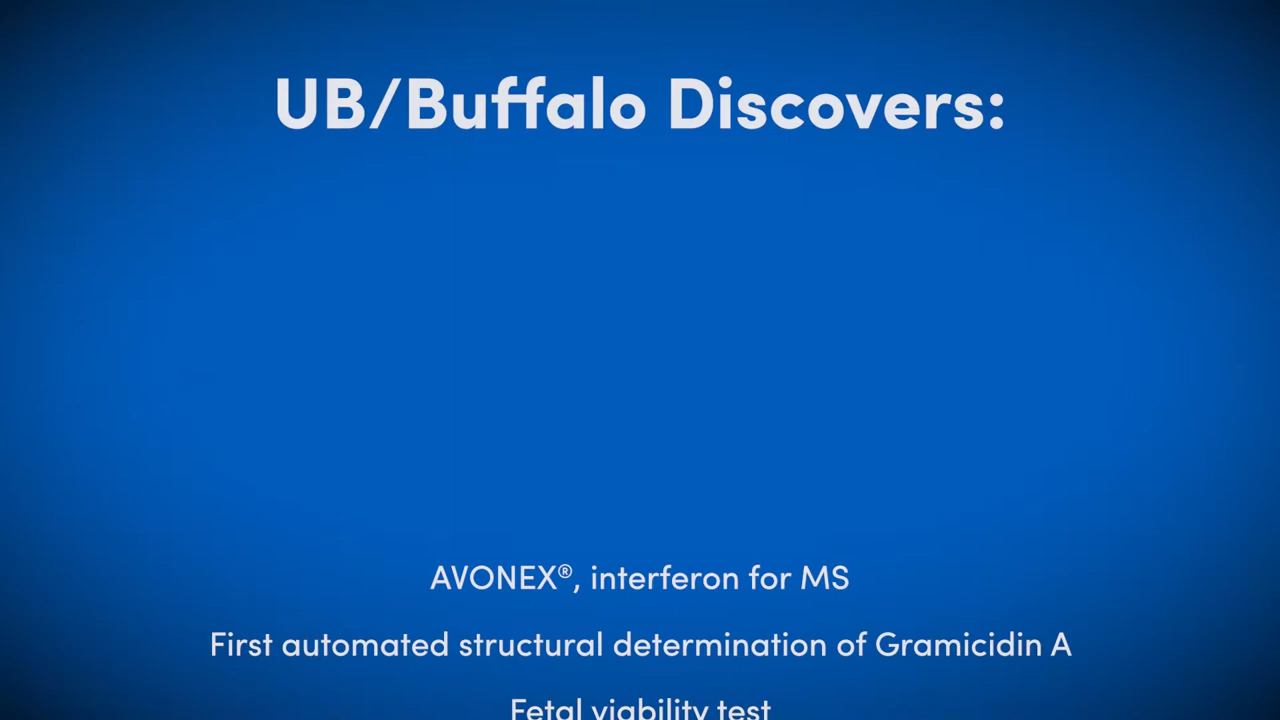 UB/Buffalo Discovers:
AVONEX®, interferon for MS
First automated structural determination of Gramicidin A
Fetal viability test